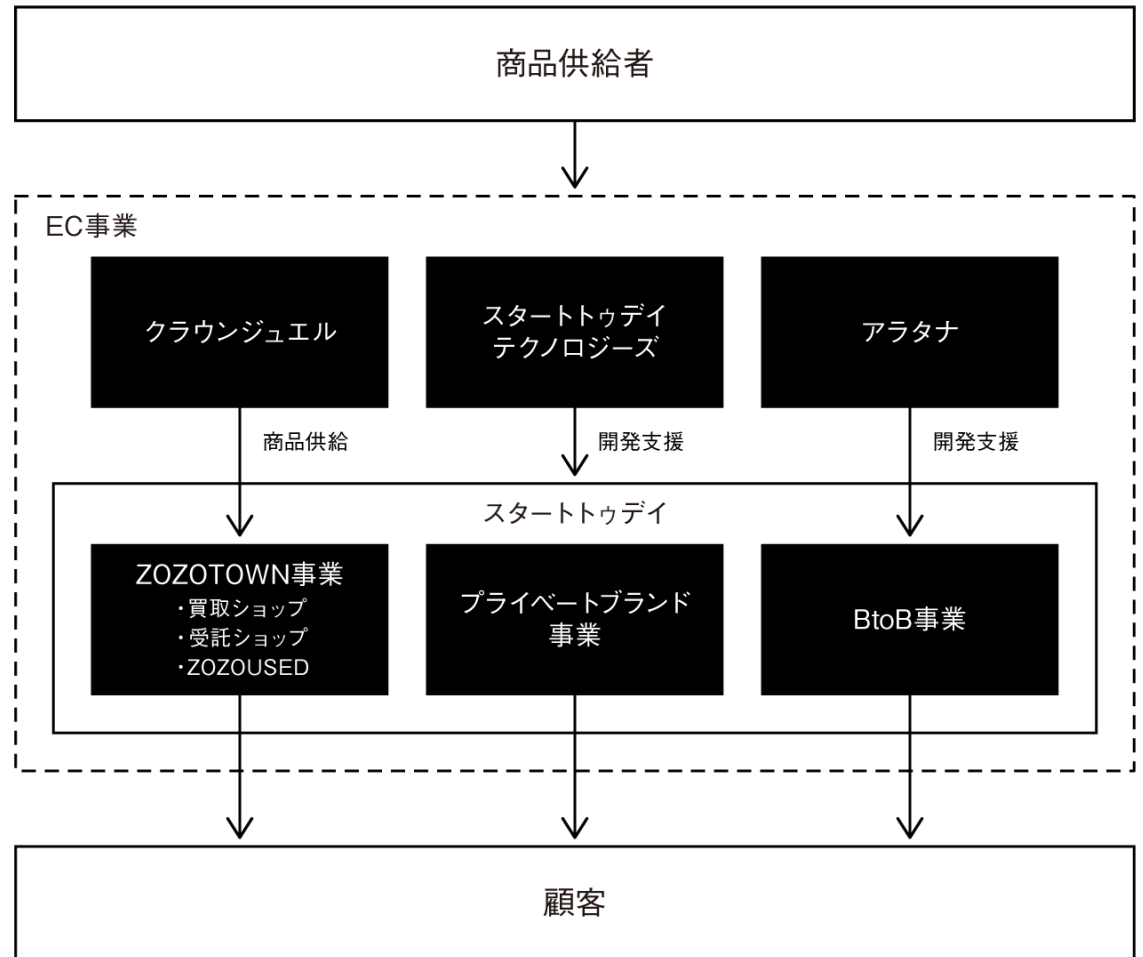 商品供給者
EC事業
クラウンジュエル
スタートトゥデイ
テクノロジーズ
アラタナ
商品供給
開発支援
開発支援
スタートトゥデイ
ZOZOTOWN事業
・買取ショップ
・受託ショップ
・ZOZOUSED
プライベートブランド
事業
BtoB事業
顧客